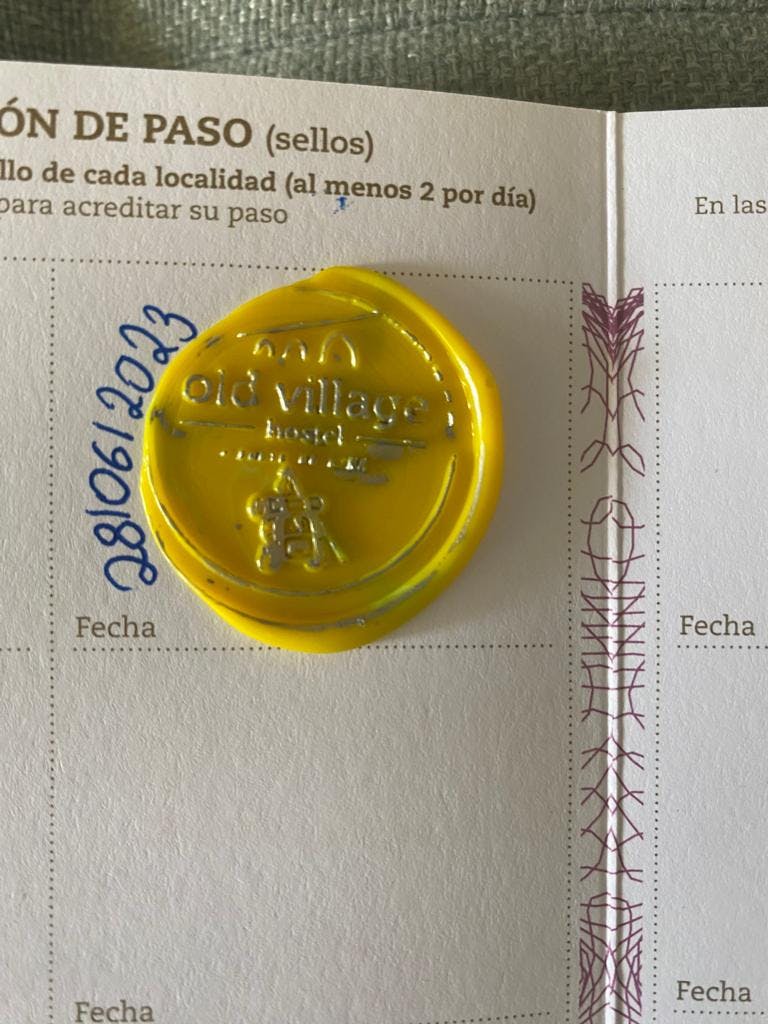 ÓN DE PASO (sellos)
llo de cada localidad (al menos 2 por día)
para acreditar su paso
En las
28/06/2023
old village
hostel
Fecha
Fecha
Fecha
Fecha